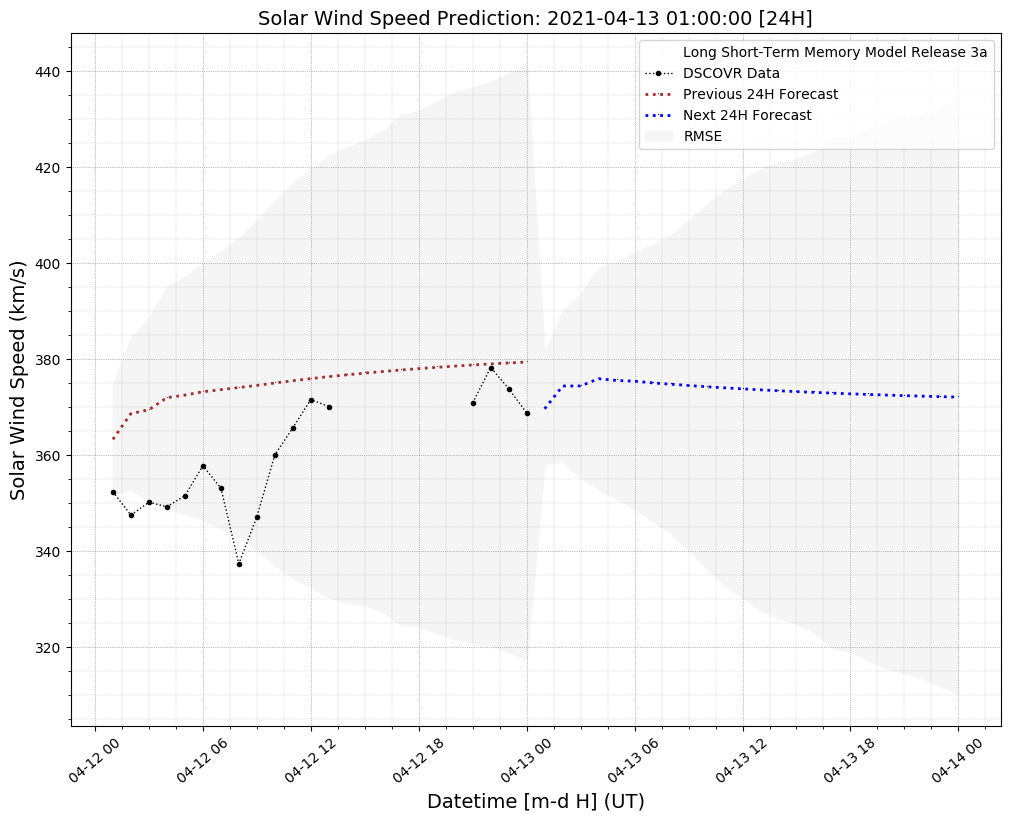 Solar Wind Speed Prediction: 2021-04-13 01:00:00 [24H]
Long Short-Term Memory Model Release 3a
DSCOVR Data
Previous 24H Forecast
Next 24H Forecast
RMSE
Solar Wind Speed (km/s)
440
420
400
380
360
340
320
04-12 00
04-12 06
04-12 12
04-12 18
04-13 00
04-13 06
04-13 12
04-13 18
04-14 00
Datetime [m-d H] (UT)